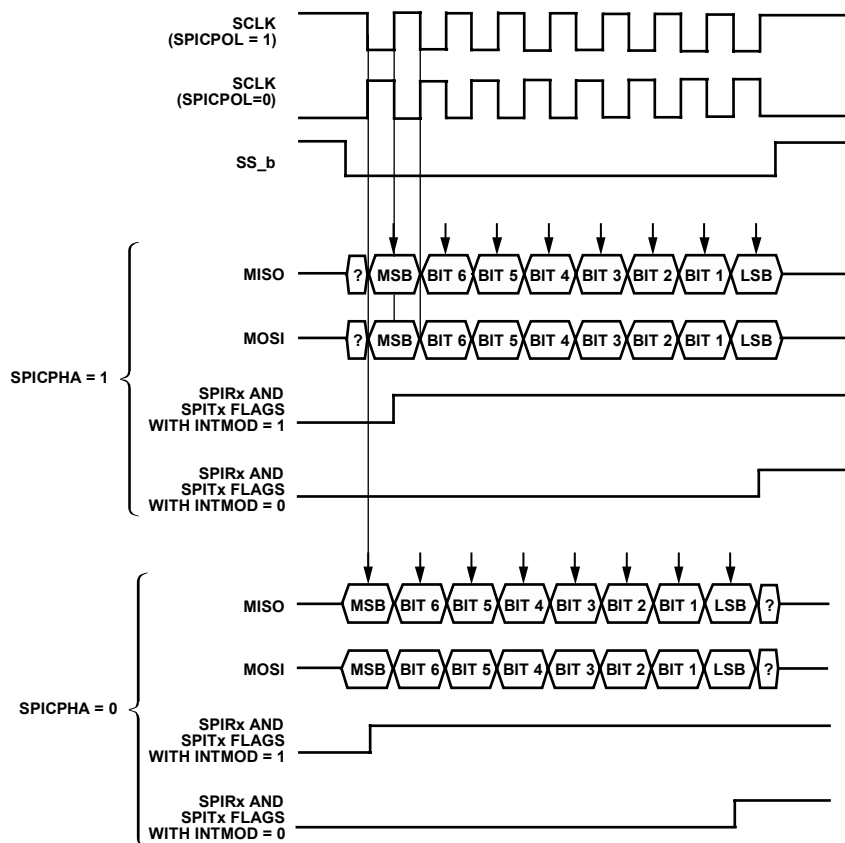 SCLK
(SPICPOL = 1)
SCLK
(SPICPOL=0)
SS_b
SPICPHA = 1
MISO
? MSB BIT 6 BIT 5 BIT 4 BIT 3 BIT 2 BIT 1 LSB
MOSI
? MSB BIT 6 BIT 5 BIT 4 BIT 3 BIT 2 BIT 1 LSB
SPIRx AND
SPITx FLAGS
WITH INTMOD = 1
SPIRx AND
SPITx FLAGS
WITH INTMOD = 0
SPICPHA = 0
MISO
MSB BIT 6 BIT 5 BIT 4 BIT 3 BIT 2 BIT 1 LSB ?
MOSI
MSB BIT 6 BIT 5 BIT 4 BIT 3 BIT 2 BIT 1 LSB ?
SPIRx AND
SPITx FLAGS
WITH INTMOD = 1
SPIRx AND
SPITx FLAGS
WITH INTMOD = 0